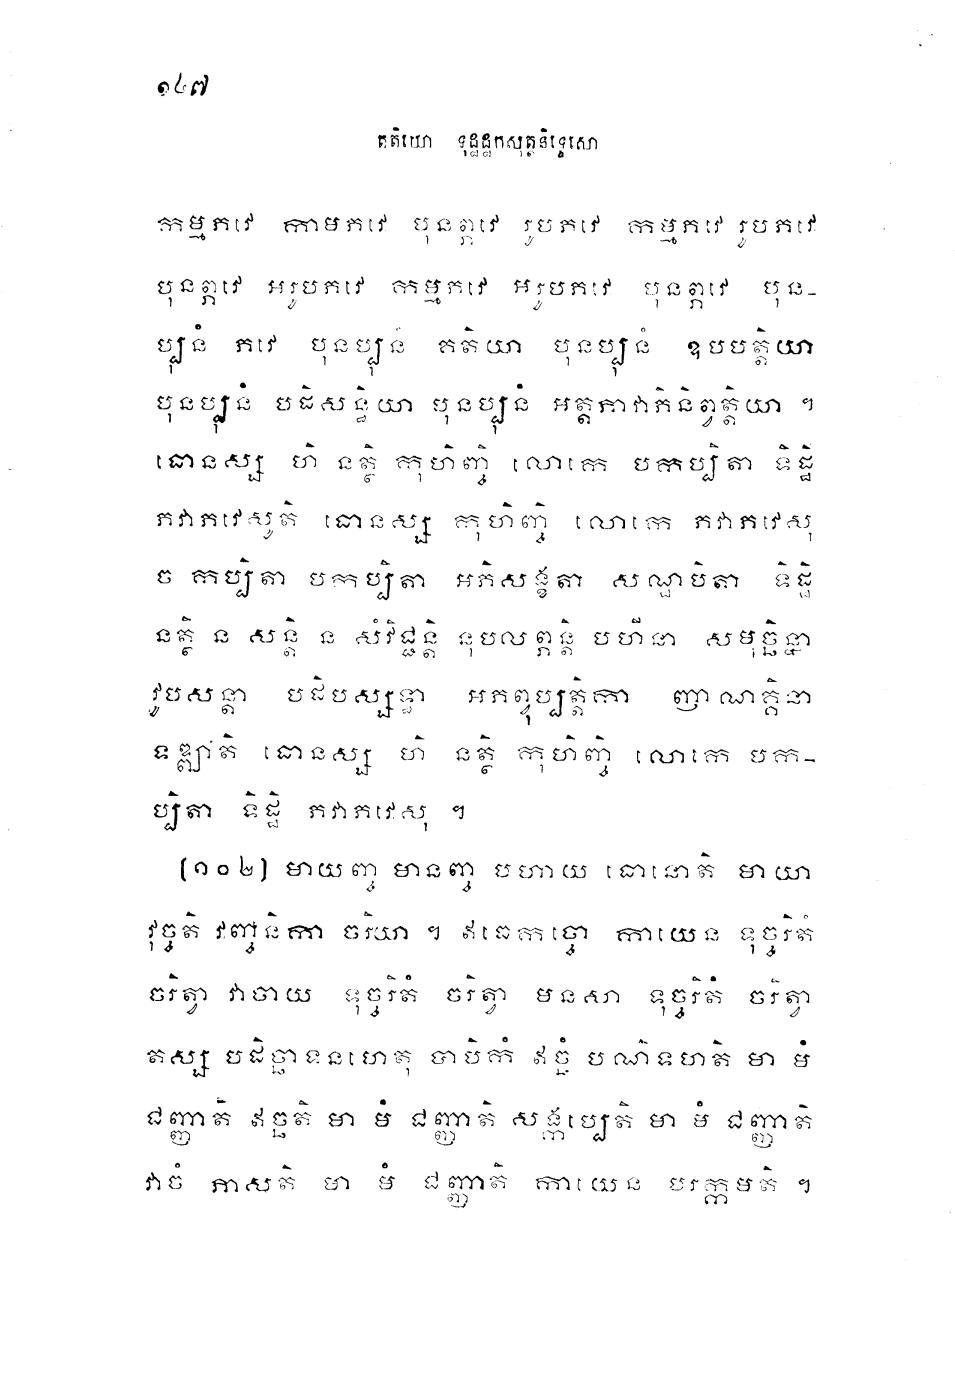 ១៤៧
តតិយោ ទុដ្ឋដ្ឋកសុត្តនិទ្ទេសោ
កម្មភវេ កាមភវេ បុនព្ភវេ រូបភវេ កម្មភវេ រូបភវេ
បុនព្ភវេ អរូបភវេ កម្មភវេ អរូបភវេ បុនព្ភវេ បុន-
ប្បុនំ ភវេ បុនប្បុនំ គតិយា បុនប្បុនំ ឧបបត្តិយា
បុនប្បុនំ បដិសន្ធិយា បុនប្បុនំ អត្តភាវាភិនិព្វត្តិយា ។
ធោនស្ស ហិ នត្ថិ កុហិញ្ចិ លោកេ បកប្បិតា ទិដ្ឋិ
ភវាភវេសូតិ ធោនស្ស កុហិញ្ចិ លោកេ ភវាភវេសុ
ច កប្បិតា បកប្បិតា អភិសង្ខតា សណ្ឋបិតា ទិដ្ឋិ
នត្ថិ ន សន្តិ ន សំវិជ្ជន្តិ នុបលព្ភន្តិ បហីនា សមុច្ឆិន្នា
វូបសន្តា បដិបស្សទ្ធា អភព្វុប្បត្តិកា ញាណគ្គិនា
ទឌ្ឍាតិ ធោនស្ស ហិ នត្ថិ កុហិញ្ចិ លោកេ បក-
ប្បិតា ទិដ្ឋិ ភវាភវេសុ ។
(១០២) មាយញ្ច មានញ្ច បហាយ ធោនោតិ មាយា
វុច្ចតិ វញ្ចនិកា ចរិយា ។ ឥធេកច្ចោ កាយេន ទុច្ចរិតំ
ចរិត្វា វាចាយ ទុច្ចរិតំ ចរិត្វា មនសា ទុច្ចរិតំ ចរិត្វា
តស្ស បដិច្ឆាទនហេតុ បាបិកំ ឥច្ឆំ បណិទហតិ មា មំ
ជញ្ញាតិ ឥច្ឆតិ មា មំ ជញ្ញាតិ សង្កប្បេតិ មា មំ ជញ្ញាតិ
វាចំ ភាសតិ មា មំ ជញ្ញាតិ កាយេន បរក្កមតិ ។